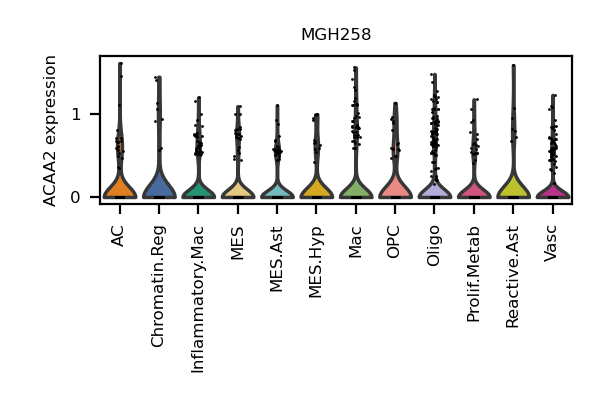 MGH258
ACAA2 expression
1
0
AC
Chromatin.Reg
Inflammatory.Mac
MES
MES.Ast
MES.Hyp
Mac
OPC
Oligo
Prolif.Metab
Reactive.Ast
Vasc